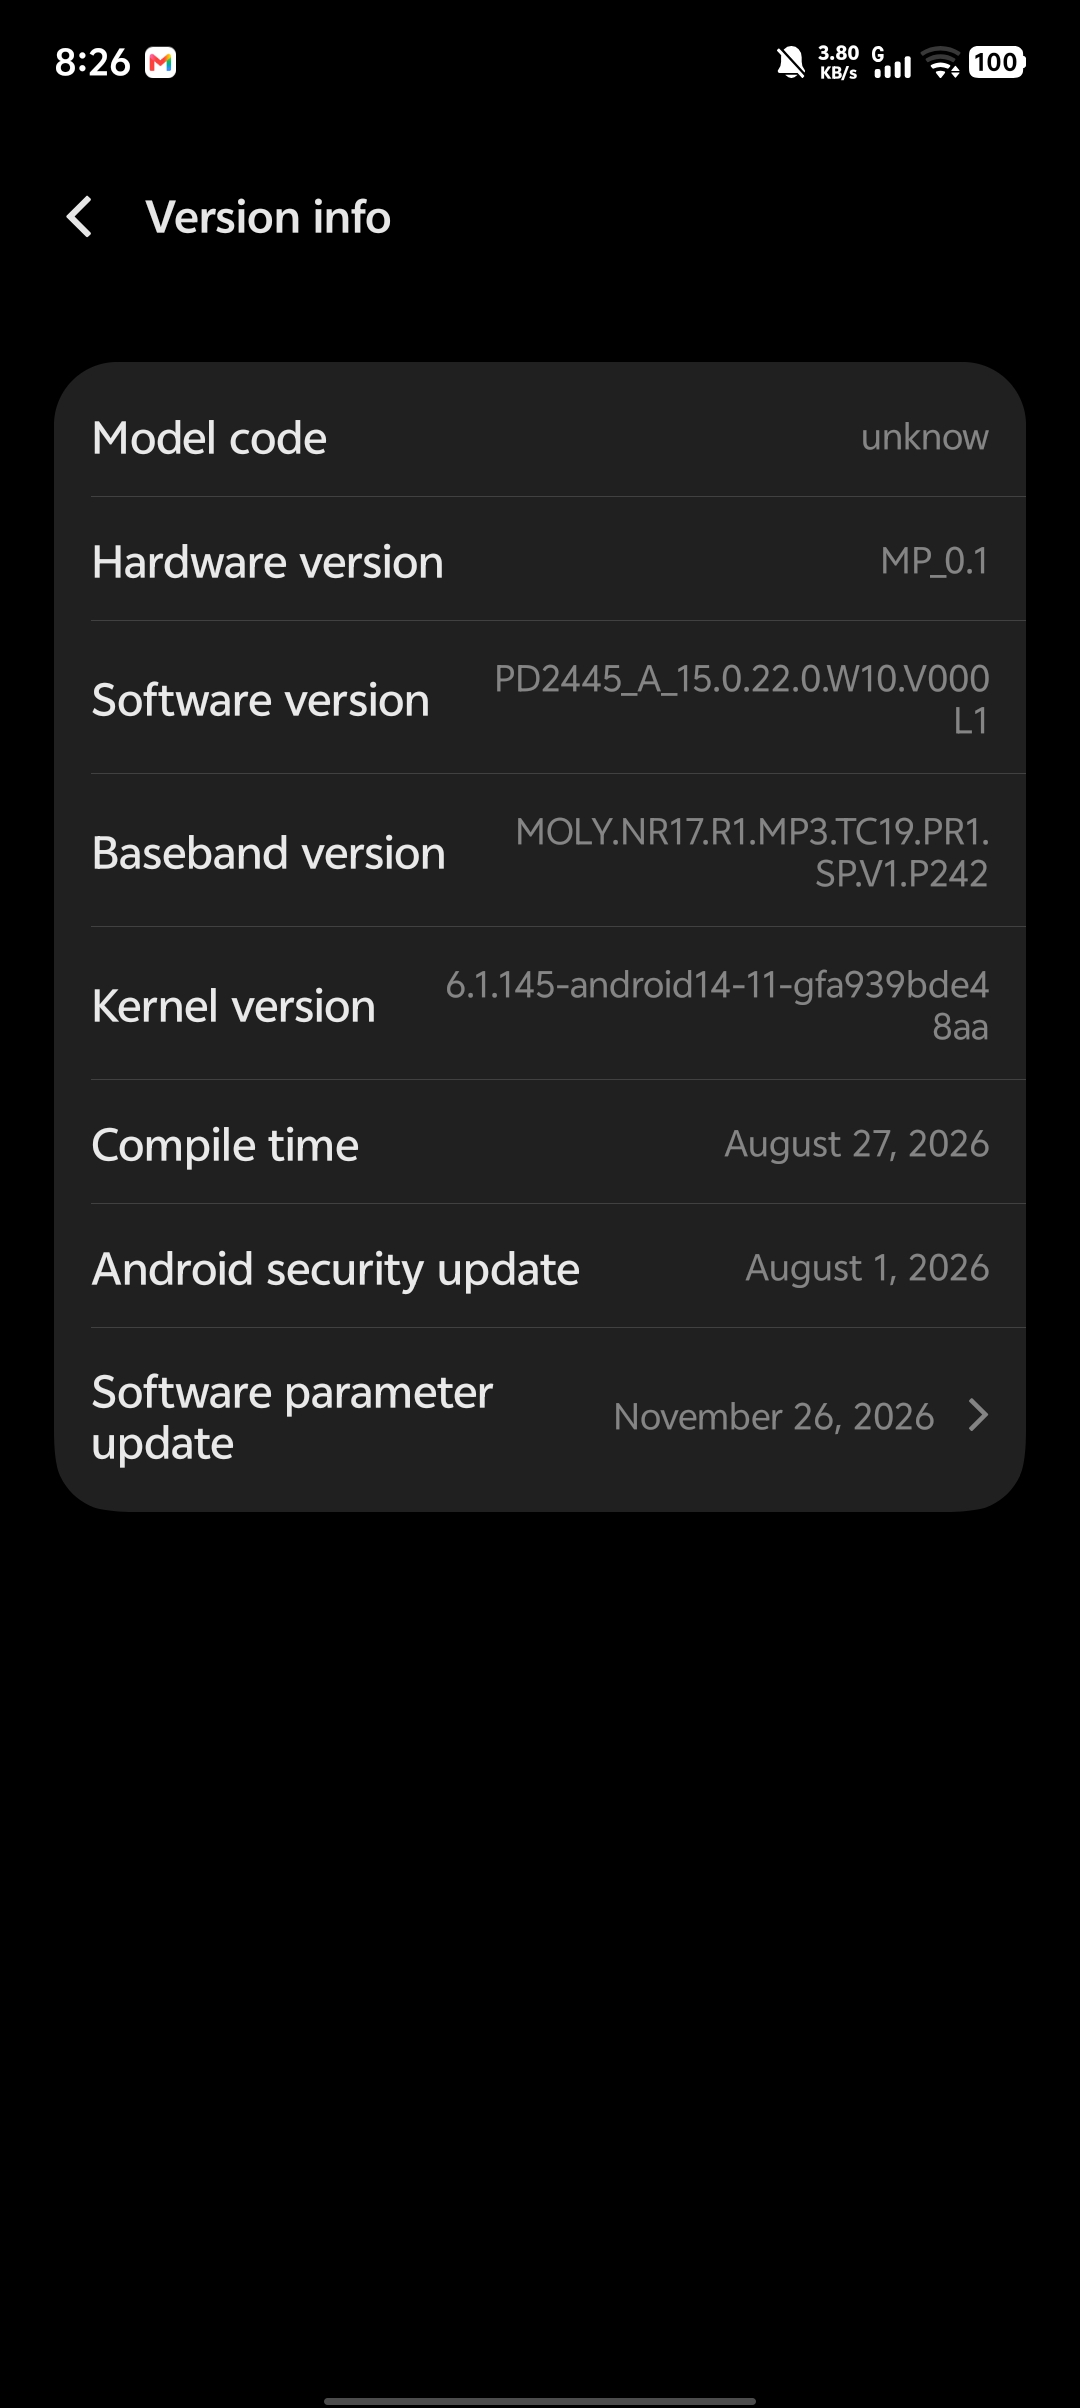 8:26
3.80
KB/s
G
100
Version info
Model code
unknow
Hardware version
MP_0.1
Software version
PD2445_A_15.0.22.0.W10.V000
L1
Baseband version
MOLY.NR17.R1.MP3.TC19.PR1.
SP.V1.P242
Kernel version
6.1.145-android14-11-gfa939bde4
8aa
Compile time
August 27, 2026
Android security update
August 1, 2026
Software parameter
update
November 26, 2026